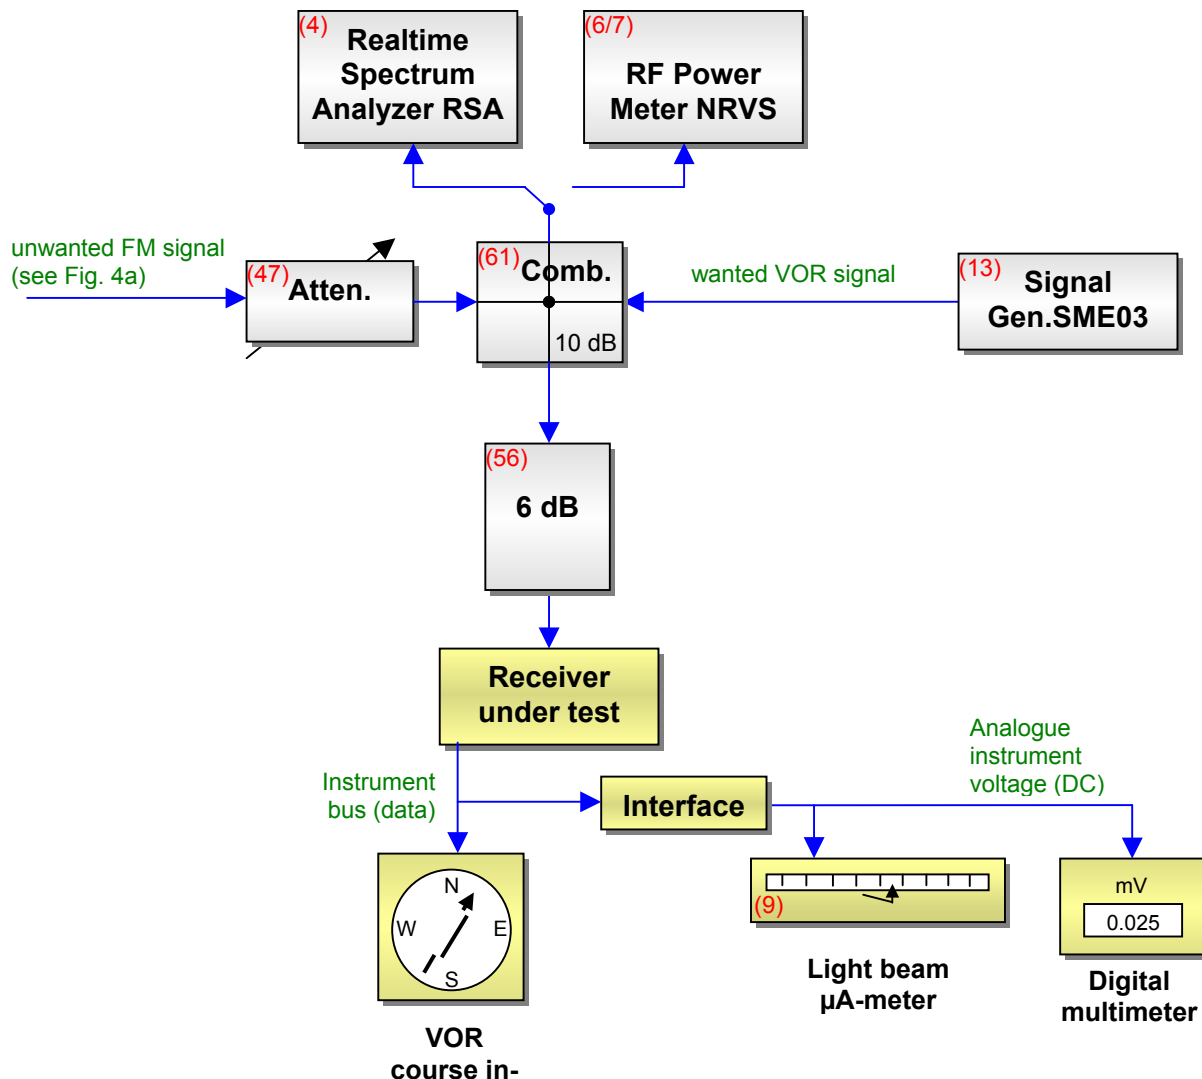 (4)
Realtime
Spectrum
Analyzer RSA
(6/7)
RF Power
Meter NRVS
unwanted FM signal
(see Fig. 4a)
(47)
Atten.
(61)
Comb.
10 dB
wanted VOR signal
(13)
Signal
Gen.SME03
(56)
6 dB
Receiver
under test
Instrument
bus (data)
Interface
Analogue
instrument
voltage (DC)
N
W
E
S
(9)
mV
0.025
Light beam
µA-meter
Digital
multimeter
VOR
course in-